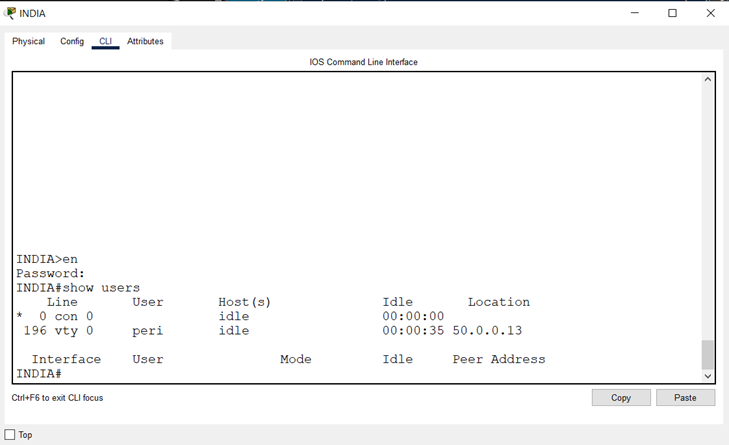 INDIA
Physical Config CLI Attributes
IOS Command Line Interface
INDIA>en
Password:
INDIA#show users
Line User Host(s) Idle Location
* 0 con 0 idle 00:00:00
196 vty 0 peri idle 00:00:35 50.0.0.13
Interface User Mode Idle Peer Address
INDIA#
Ctrl+F6 to exit CLI focus
Copy Paste
Top